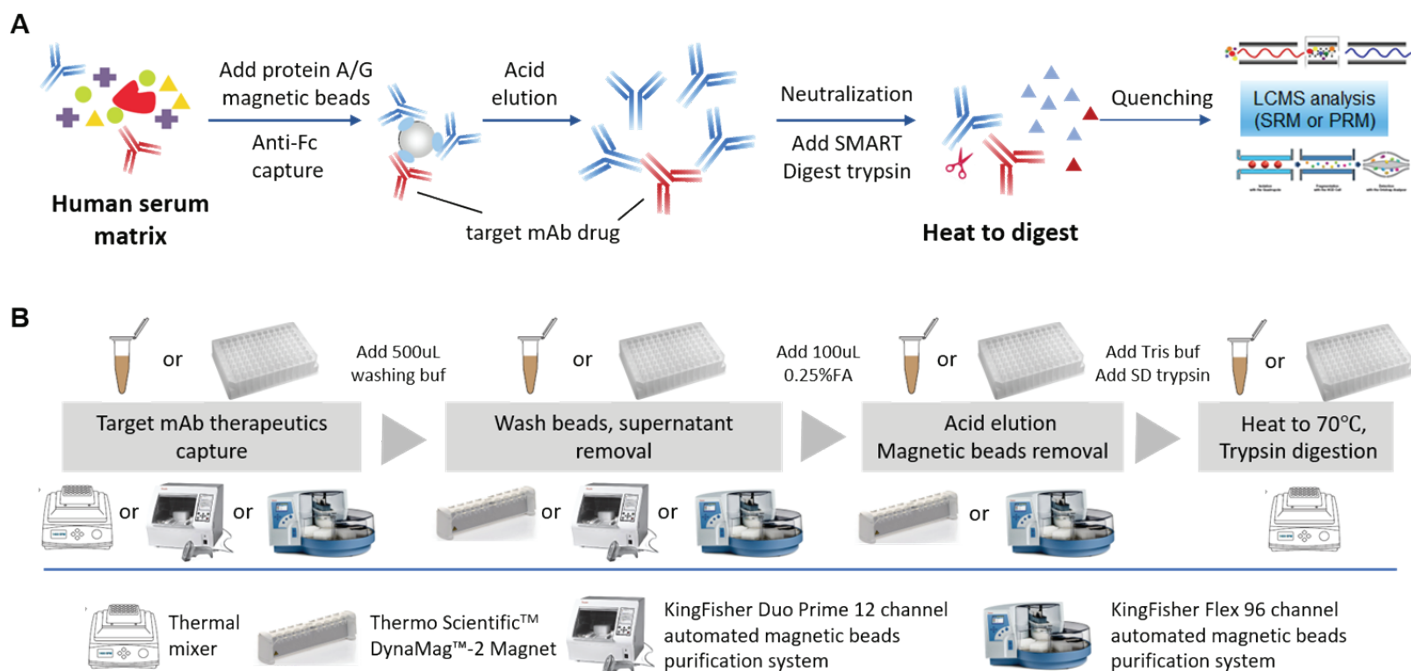 A
Add protein A/G
magnetic beads
Anti-Fc
capture
Acid
elution
Neutralization
Add SMART
Digest trypsin
Quenching
LCMS analysis
(SRM or PRM)
Human serum
matrix
target mAb drug
Heat to digest
B
or
Add 500uL
washing buf
or
Add 100uL
0.25%FA
or
Add Tris buf
Add SD trypsin
or
Target mAb therapeutics
capture
Wash beads, supernatant
removal
Acid elution
Magnetic beads removal
Heat to 70℃,
Trypsin digestion
or
or
or
or
or
Thermal
mixer
Thermo Scientific™
DynaMag™-2 Magnet
KingFisher Duo Prime 12 channel
automated magnetic beads
purification system
KingFisher Flex 96 channel
automated magnetic beads
purification system